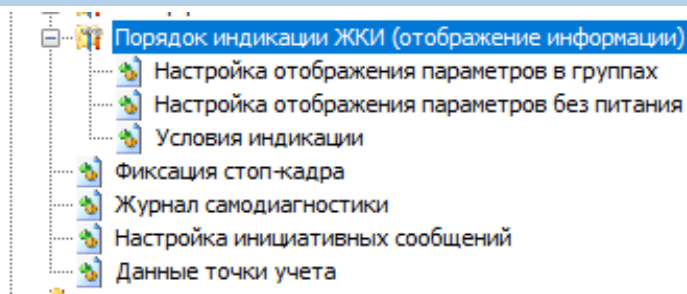 Порядок индикации ЖКИ (отображение информации)
Настройка отображения параметров в группах
Настройка отображения параметров без питания
Условия индикации
Фиксация стоп-кадра
Журнал самодиагностики
Настройка инициативных сообщений
Данные точки учета